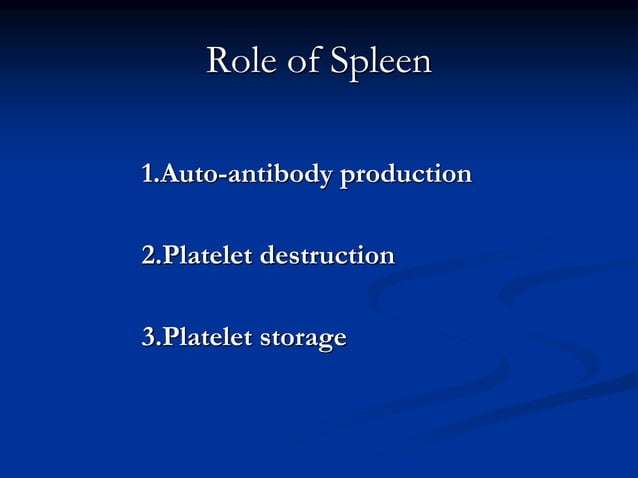 Role of Spleen
1.Auto-antibody production
2.Platelet destruction
3.Platelet storage